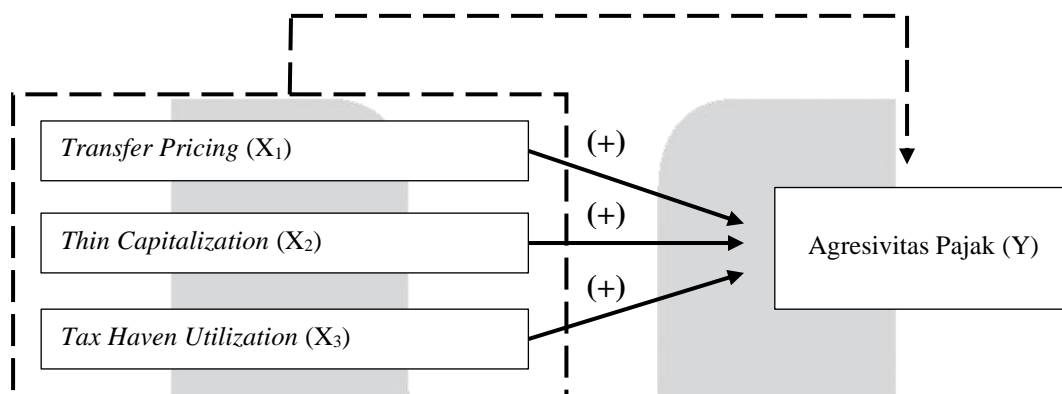 Transfer Pricing (X₁)
(+)
Thin Capitalization (X₂)
(+)
Agresivitas Pajak (Y)
(+)
Tax Haven Utilization (X₃)